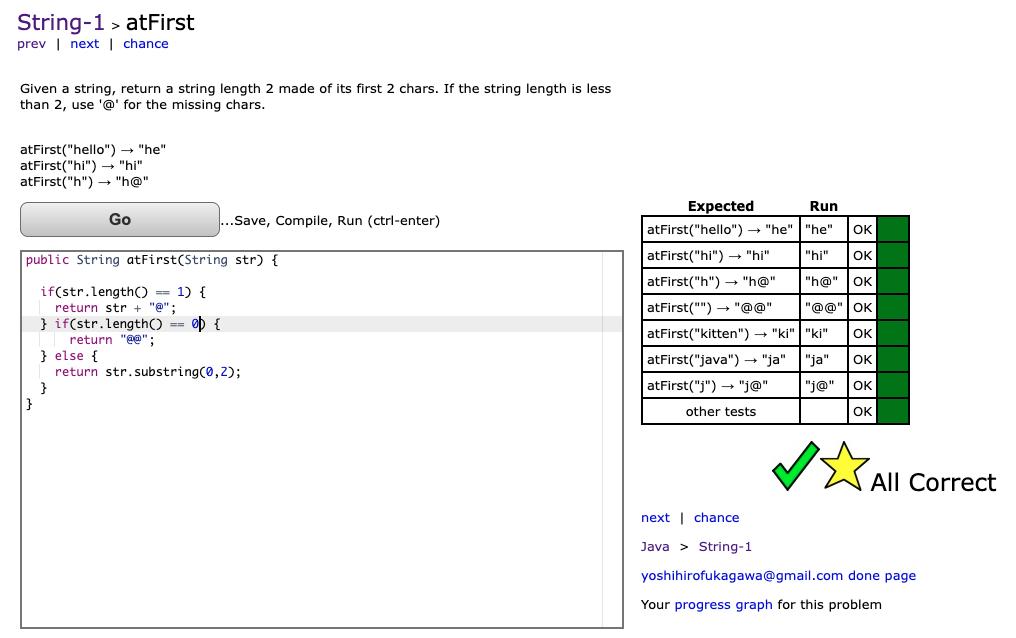 String-1 > atFirst
prev | next | chance
Given a string, return a string length 2 made of its first 2 chars. If the string length is less
than 2, use '@' for the missing chars.
atFirst("hello") → "he"
atFirst("hi") → "hi"
atFirst("h") → "h@"
Go ...Save, Compile, Run (ctrl-enter)
public String atFirst(String str) {
if(str.length() == 1) {
return str + "@";
} if(str.length() == 0) {
return "@@";
} else {
return str.substring(0,2);
}
}
Expected Run
atFirst("hello") → "he" "he" OK
atFirst("hi") → "hi" "hi" OK
atFirst("h") → "h@" "h@" OK
atFirst("") → "@@" "@@" OK
atFirst("kitten") → "ki" "ki" OK
atFirst("java") → "ja" "ja" OK
atFirst("j") → "j@" "j@" OK
other tests OK
All Correct
next | chance
Java > String-1
yoshihirofukagawa@gmail.com done page
Your progress graph for this problem